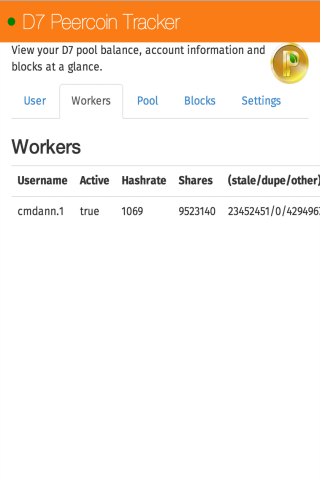 D7 Peercoin Tracker
View your D7 pool balance, account information and
blocks at a glance.
User Workers Pool Blocks Settings
Workers
Username Active Hashrate Shares (stale/dupe/other)
cmdann.1 true 1069 9523140 23452451/0/429496